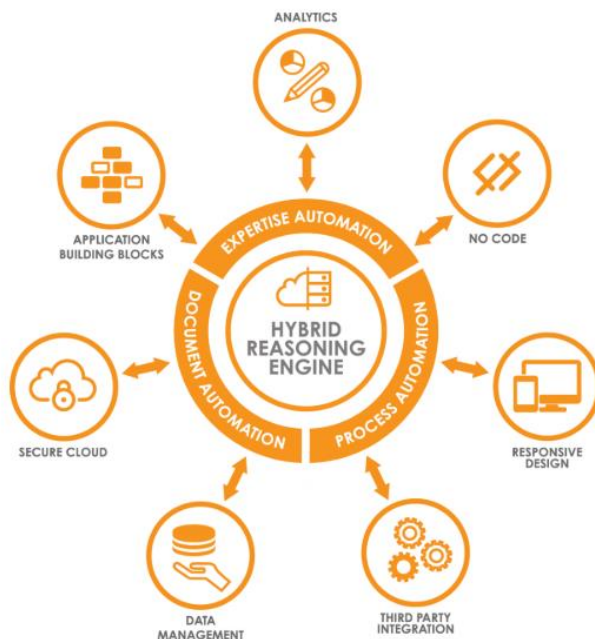 ANALYTICS
APPLICATION
BUILDING BLOCKS
EXPERTISE AUTOMATION
NO CODE
HYBRID
REASONING
ENGINE
DOCUMENT AUTOMATION
PROCESS AUTOMATION
SECURE CLOUD
RESPONSIVE
DESIGN
DATA
MANAGEMENT
THIRD PARTY
INTEGRATION